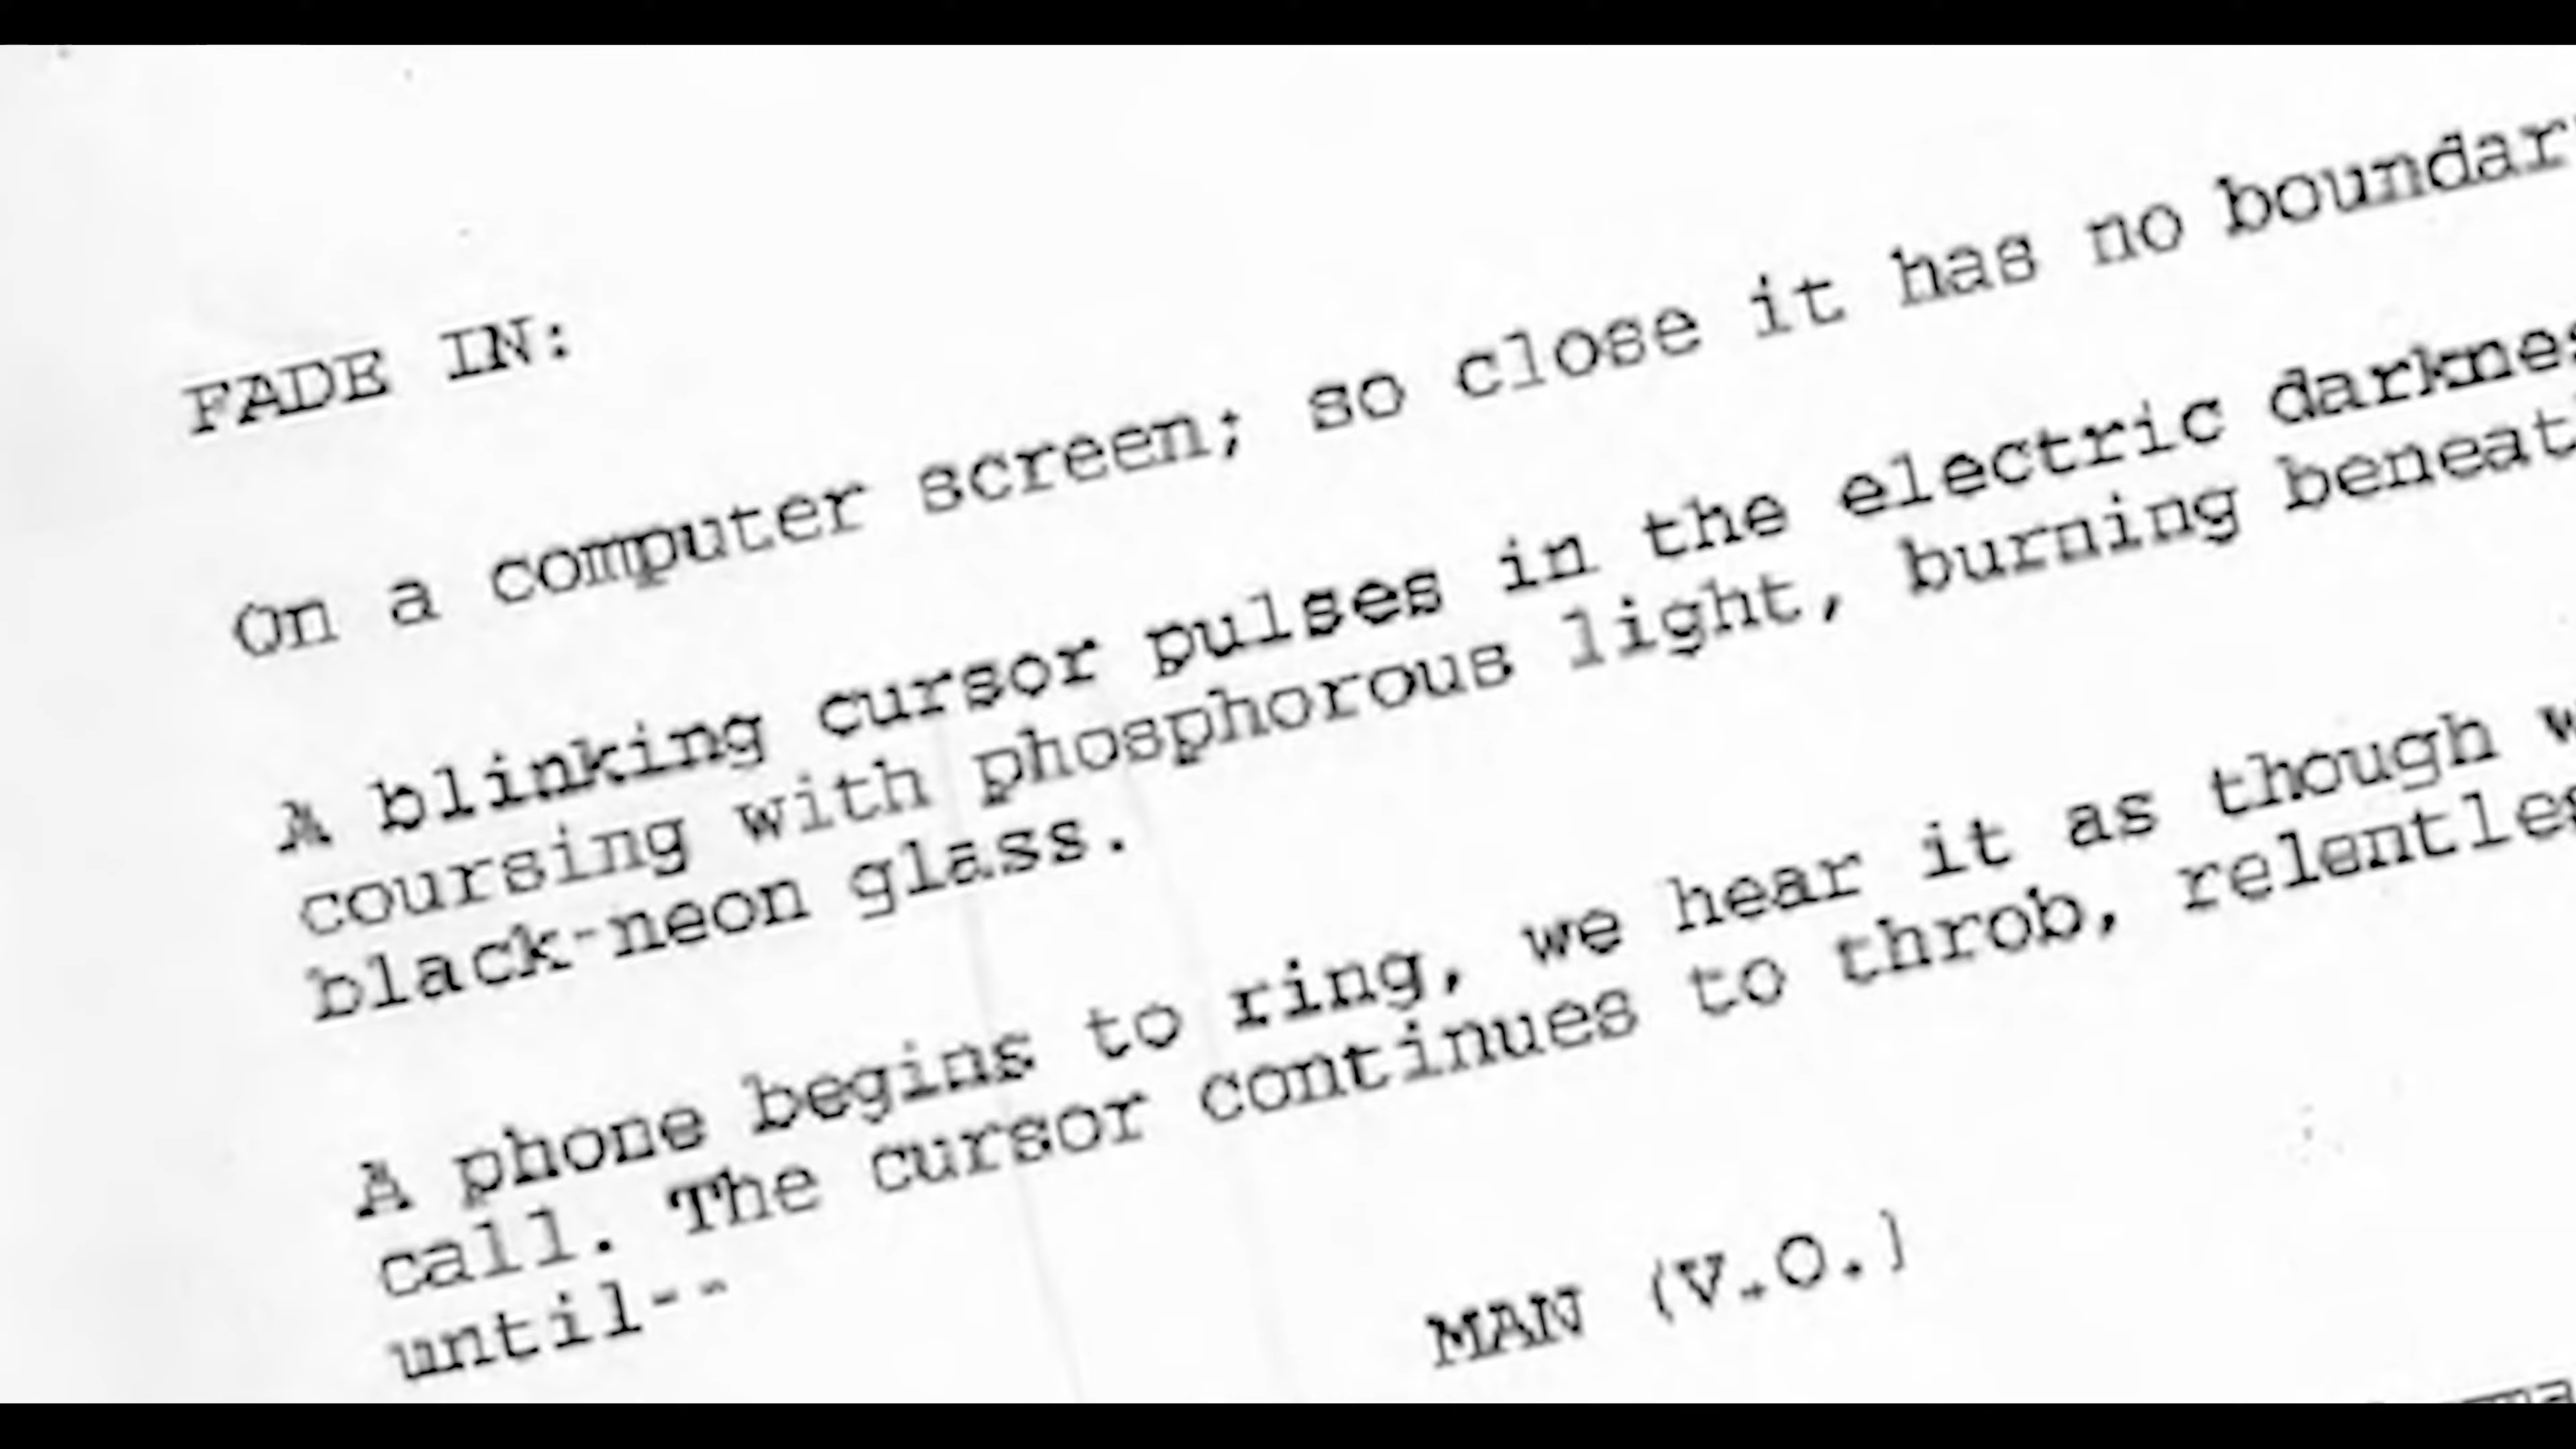 FADE IN:
On a computer screen; so close it has no boundar
A blinking cursor pulses in the electric darknes
coursing with phosphorous light, burning beneat
black-neon glass.
A phone begins to ring, we hear it as though w
call. The cursor continues to throb, relentles
until--
MAN (V.O.)